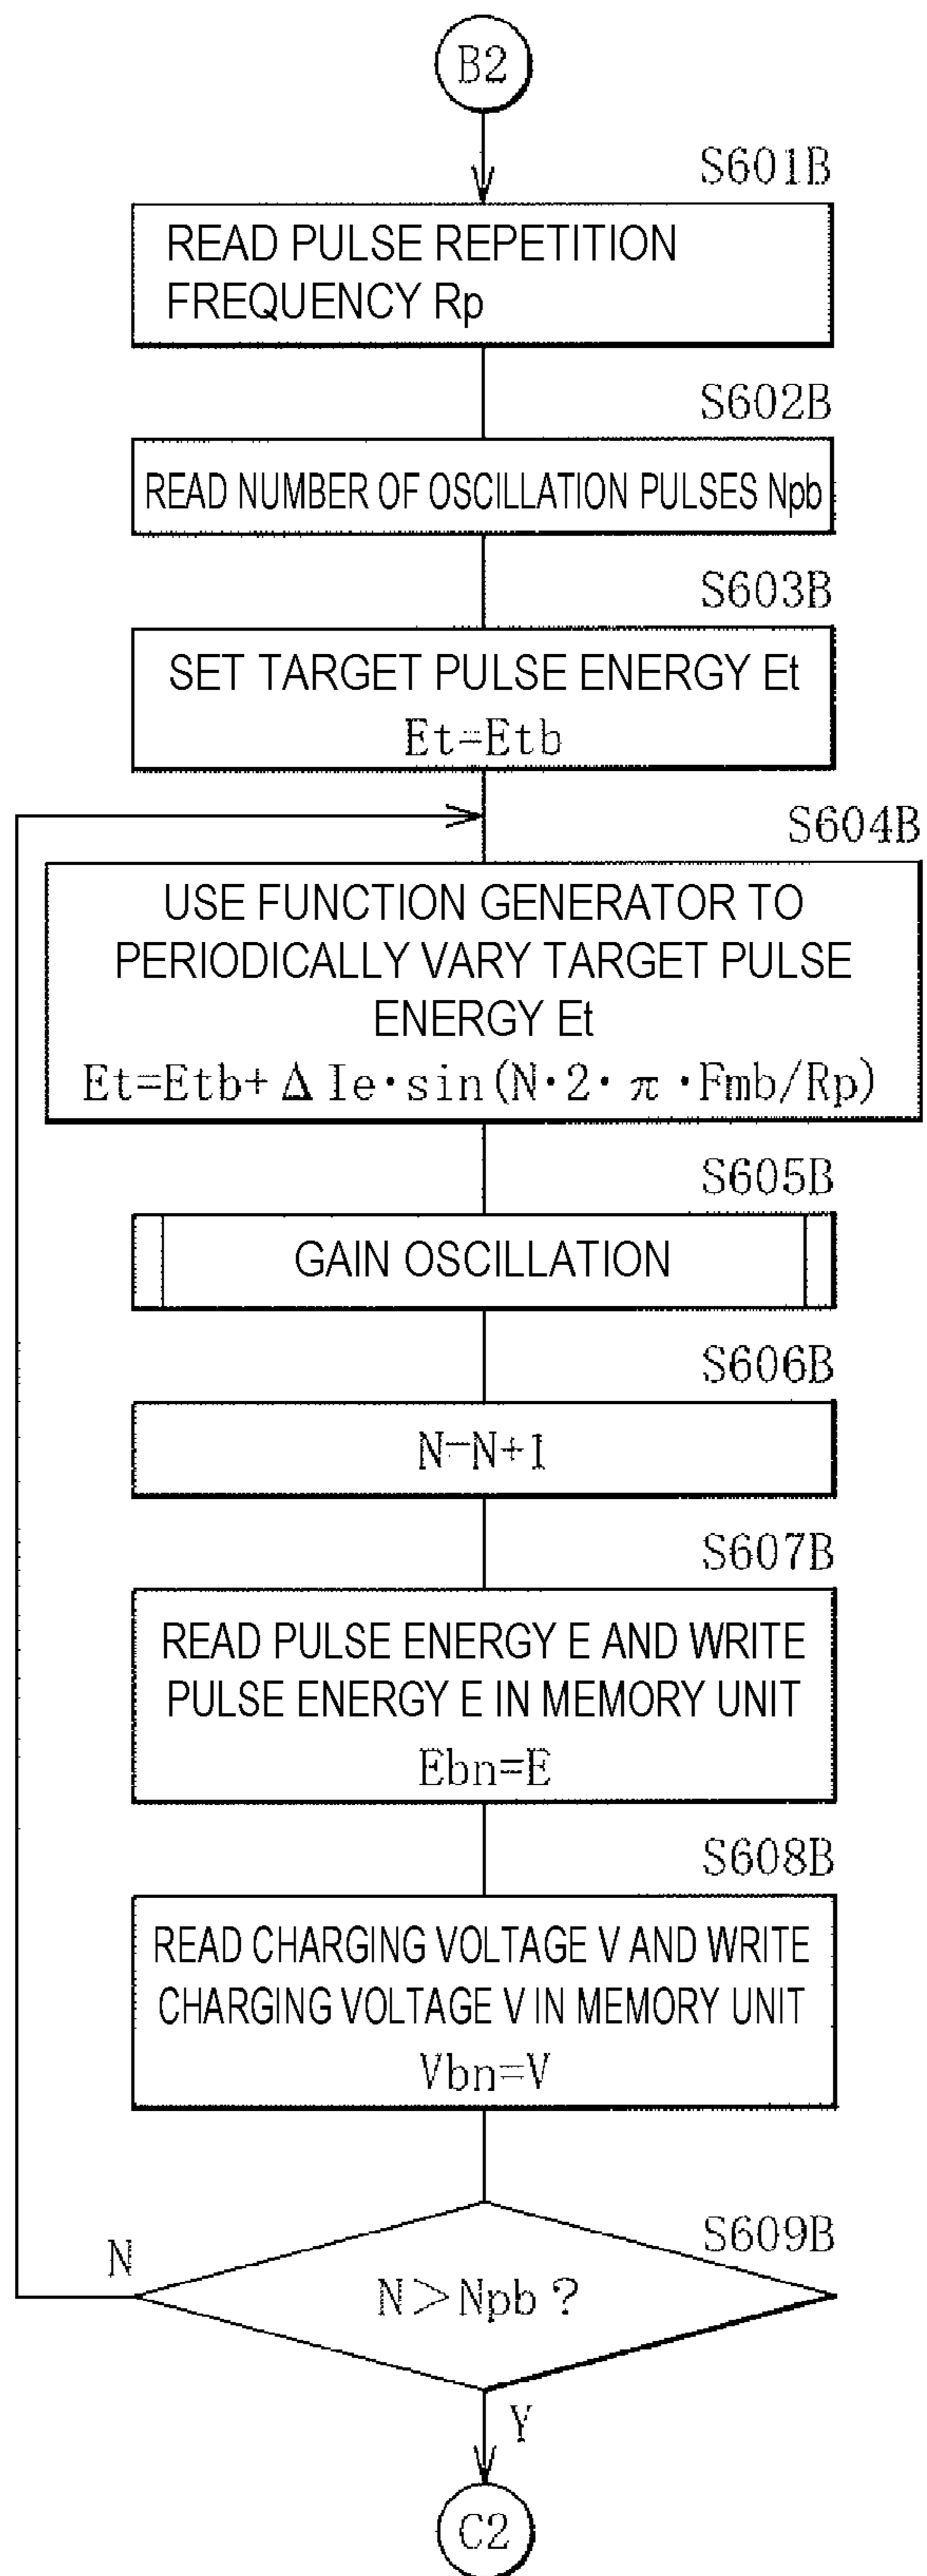 B2
S601B
READ PULSE REPETITION
FREQUENCY Rp
S602B
READ NUMBER OF OSCILLATION PULSES Npb
S603B
SET TARGET PULSE ENERGY Et
Et=Etb
S604B
USE FUNCTION GENERATOR TO
PERIODICALLY VARY TARGET PULSE
ENERGY Et
Et=Etb+ΔIe·sin(N·2·π·Fmb/Rp)
S605B
GAIN OSCILLATION
S606B
N=N+1
S607B
READ PULSE ENERGY E AND WRITE
PULSE ENERGY E IN MEMORY UNIT
Ebn=E
S608B
READ CHARGING VOLTAGE V AND WRITE
CHARGING VOLTAGE V IN MEMORY UNIT
Vbn=V
S609B
N
N>Npb?
Y
C2